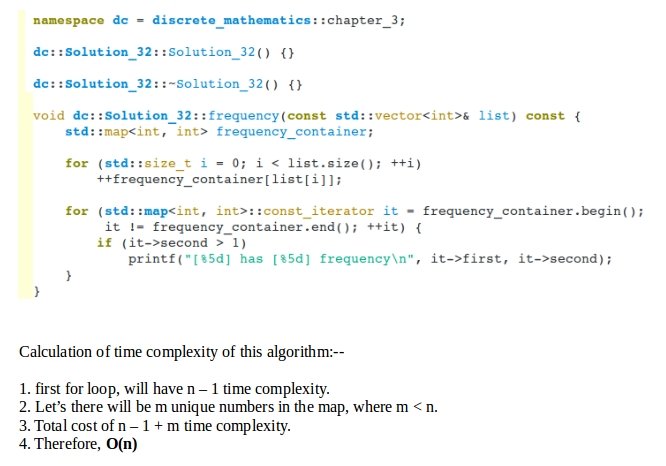 namespace dc = discrete_mathematics::chapter_3;
dc::Solution_32::Solution_32() {}
dc::Solution_32::~Solution_32() {}
void dc::Solution_32::frequency(const std::vector<int>& list) const {
std::map<int, int> frequency_container;
for (std::size_t i = 0; i < list.size(); ++i)
++frequency_container[list[i]];
for (std::map<int, int>::const_iterator it = frequency_container.begin();
it != frequency_container.end(); ++it) {
if (it->second > 1)
printf("[%5d] has [%5d] frequency\n", it->first, it->second);
}
}
Calculation of time complexity of this algorithm:--
1. first for loop, will have n – 1 time complexity.
2. Let’s there will be m unique numbers in the map, where m < n.
3. Total cost of n – 1 + m time complexity.
4. Therefore, O(n)